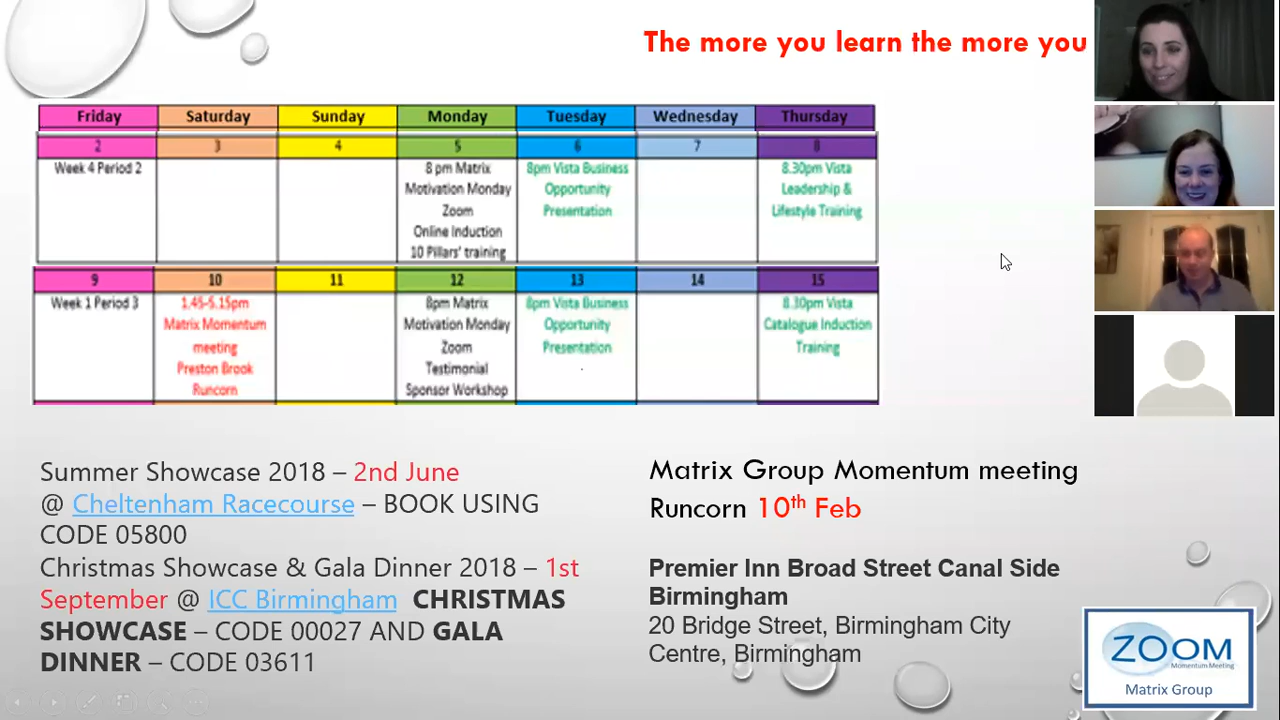 The more you learn the more you
Friday Saturday Sunday Monday Tuesday Wednesday Thursday
2 3 4 5 6 7 8
Week 4 Period 2
8 pm Matrix
Motivation Monday
Zoom
Online Induction
10 Pillars' training
8pm Vista Business
Opportunity
Presentation
8.30pm Vista
Leadership &
Lifestyle Training
9 10 11 12 13 14 15
Week 1 Period 3
1.45-5.15pm
Matrix Momentum
meeting
Preston Brook
Runcorn
8pm Matrix
Motivation Monday
Zoom
Testimonial
Sponsor Workshop
8pm Vista Business
Opportunity
Presentation
8.30pm Vista
Catalogue Induction
Training
Summer Showcase 2018 – 2nd June
@ Cheltenham Racecourse – BOOK USING
CODE 05800
Christmas Showcase & Gala Dinner 2018 – 1st
September @ ICC Birmingham CHRISTMAS
SHOWCASE – CODE 00027 AND GALA
DINNER – CODE 03611
Matrix Group Momentum meeting
Runcorn 10th Feb
Premier Inn Broad Street Canal Side
Birmingham
20 Bridge Street, Birmingham City
Centre, Birmingham
ZOOM
Momentum Meeting
Matrix Group